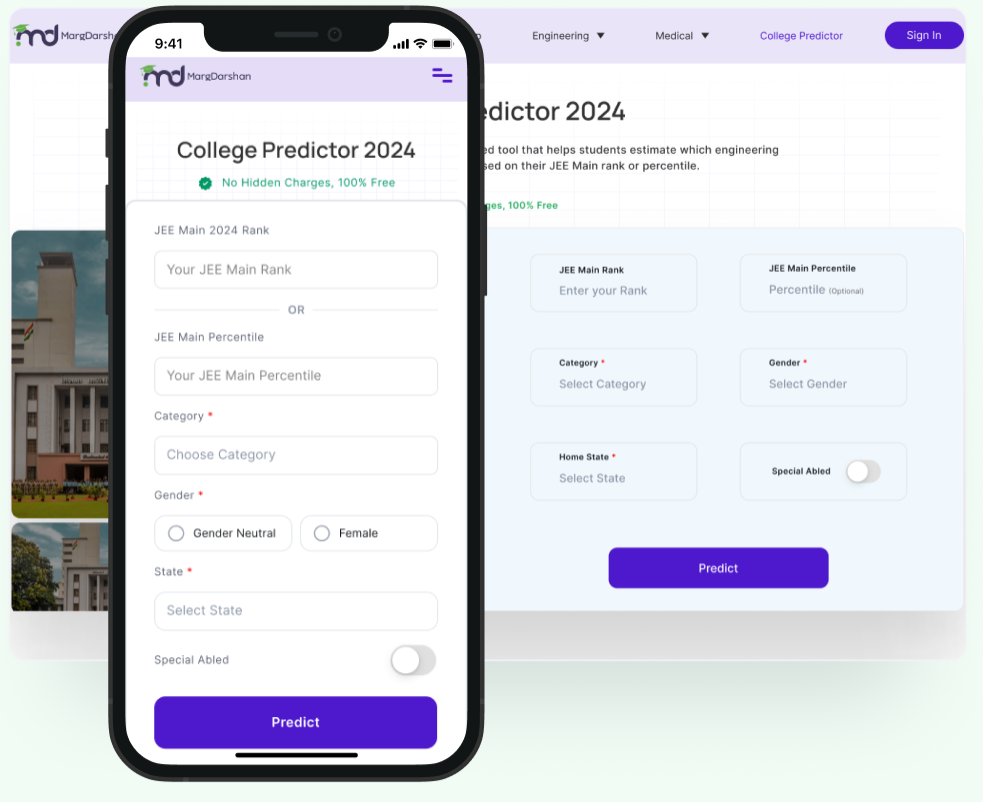 9:41
md MargDarshan
College Predictor 2024
No Hidden Charges, 100% Free
JEE Main 2024 Rank
Your JEE Main Rank
OR
JEE Main Percentile
Your JEE Main Percentile
Category *
Choose Category
Gender *
Gender Neutral
Female
State *
Select State
Special Abled
Predict
md MargDarsh
Engineering ▼
Medical ▼
College Predictor
Sign In
edictor 2024
ed tool that helps students estimate which engineering
sed on their JEE Main rank or percentile.
ges, 100% Free
JEE Main Rank
Enter your Rank
JEE Main Percentile
Percentile (Optional)
Category *
Select Category
Gender *
Select Gender
Home State *
Select State
Special Abled
Predict